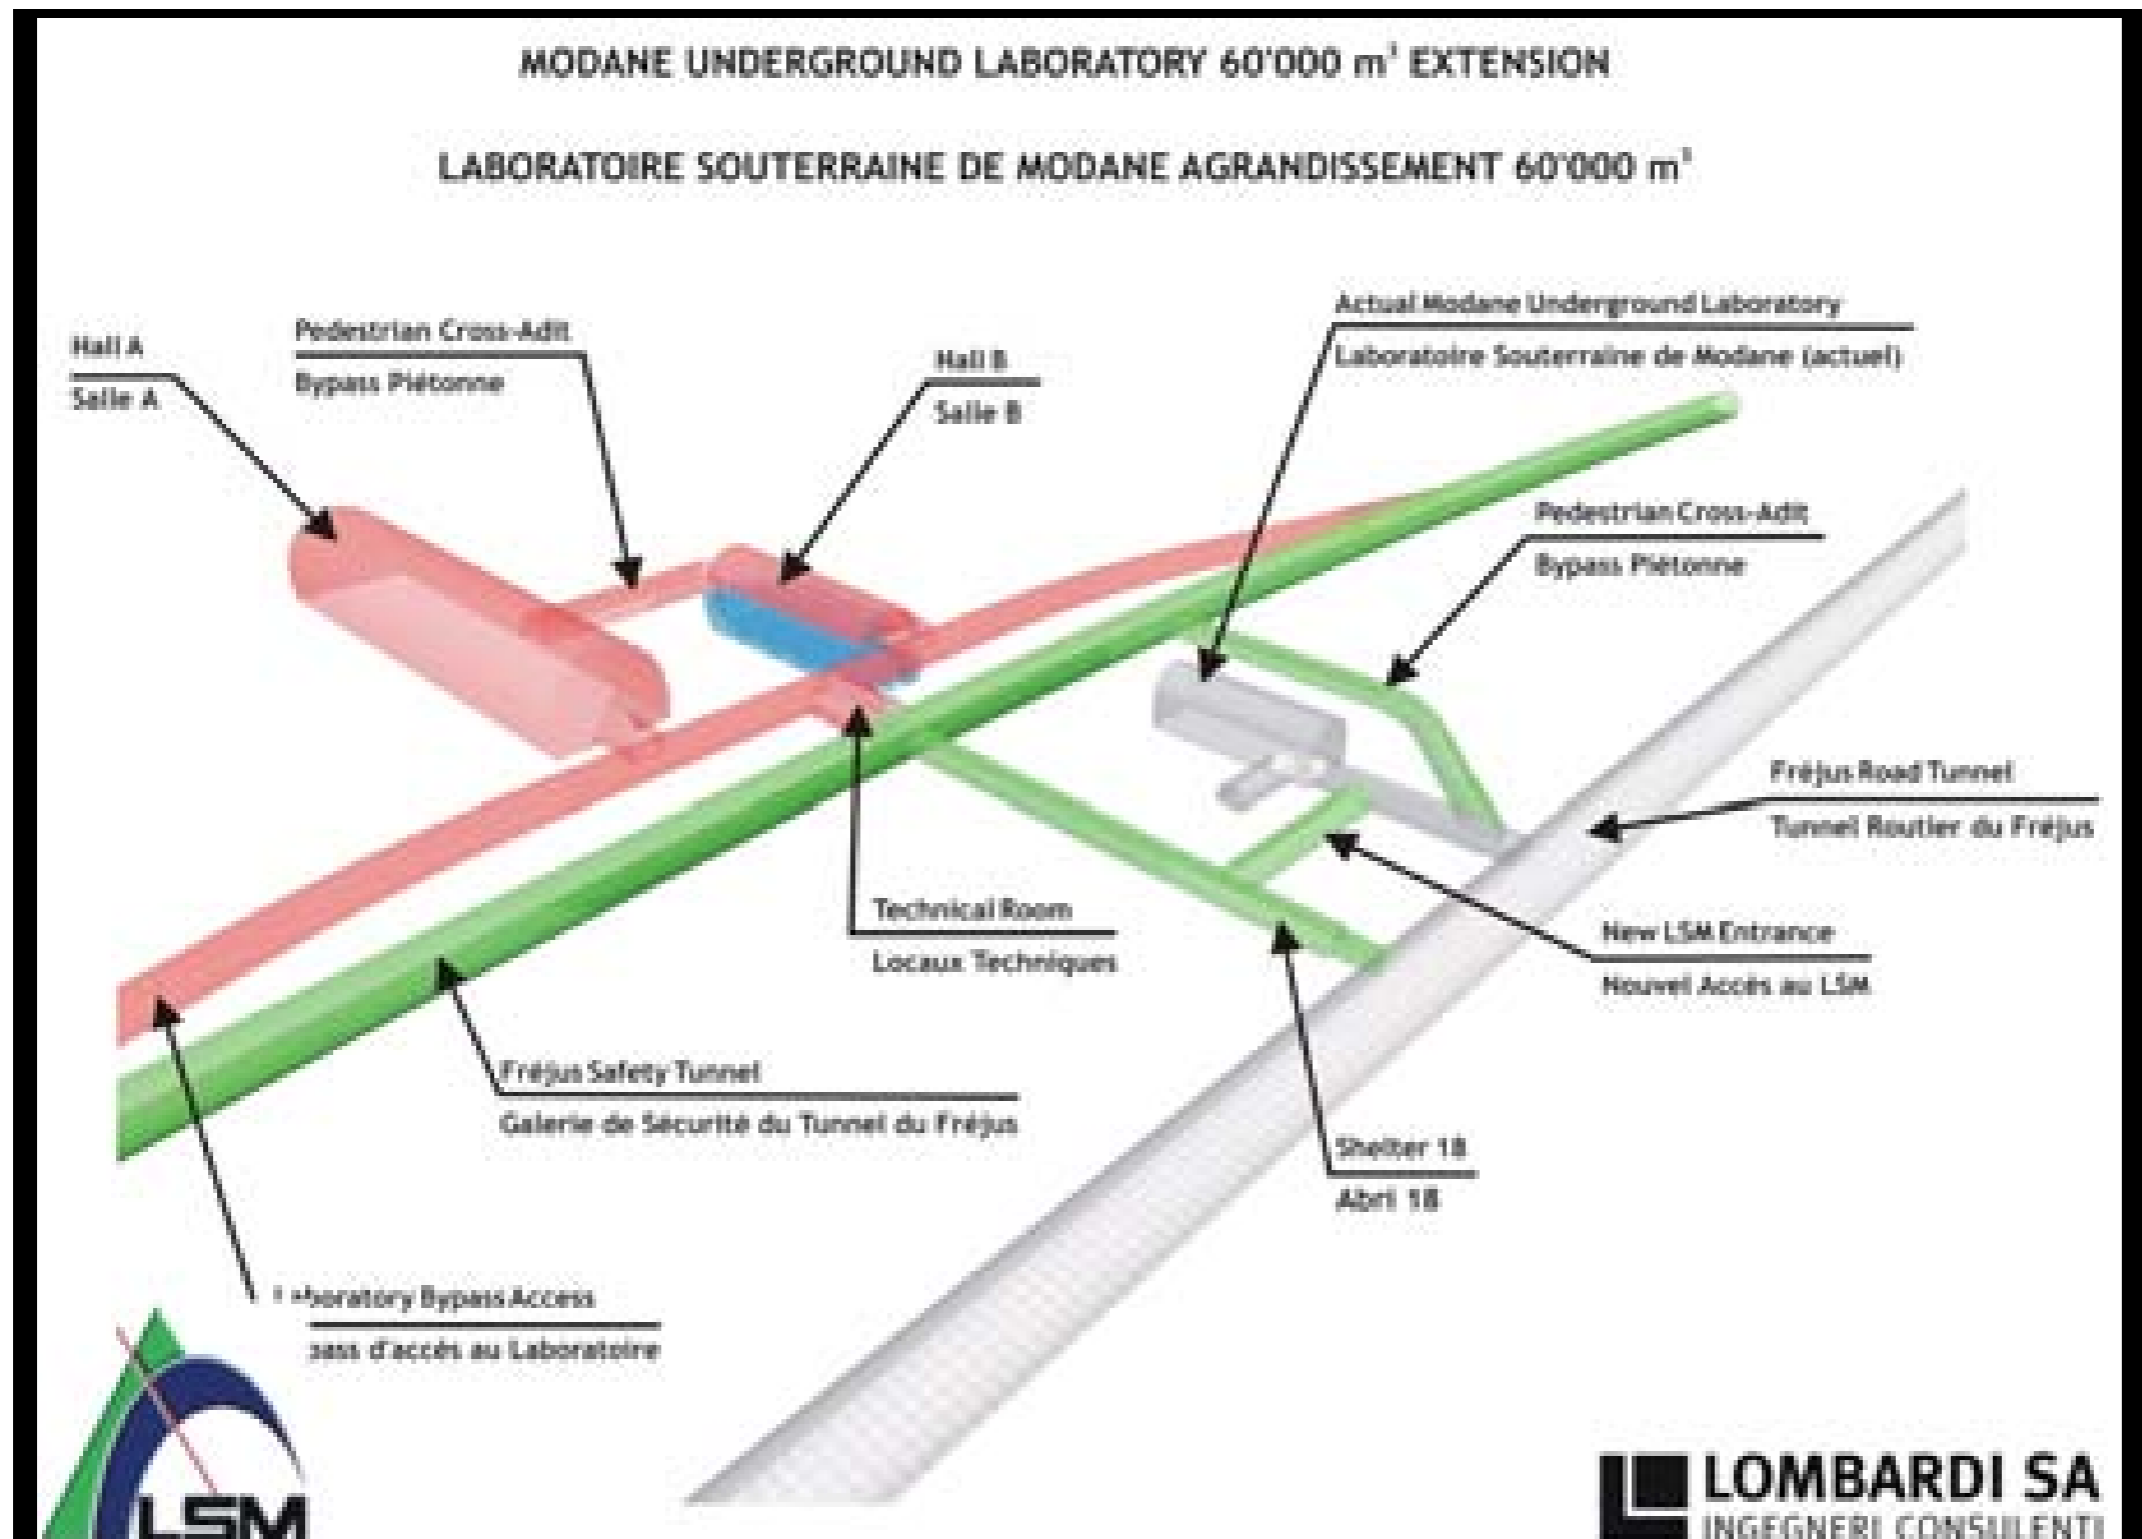 MODANE UNDERGROUND LABORATORY 60'000 m³ EXTENSION
LABORATOIRE SOUTERRAINE DE MODANE AGRANDISSEMENT 60'000 m³
Actual Modane Underground Laboratory
Laboratoire Souterraine de Modane (actuel)
Hall A
Salle A
Pedestrian Cross-Adit
Bypass Piétonne
Hall B
Salle B
Pedestrian Cross-Adit
Bypass Piétonne
Fréjus Road Tunnel
Tunnel Routier du Fréjus
Technical Room
Locaux Techniques
New LSM Entrance
Nouvel Accès au LSM
Fréjus Safety Tunnel
Galerie de Sécurité du Tunnel du Fréjus
Shelter 18
Abri 18
boratory Bypass Access
pass d'accès au Laboratoire
LSM
LOMBARDI SA
INGEGNERI CONSULENTI